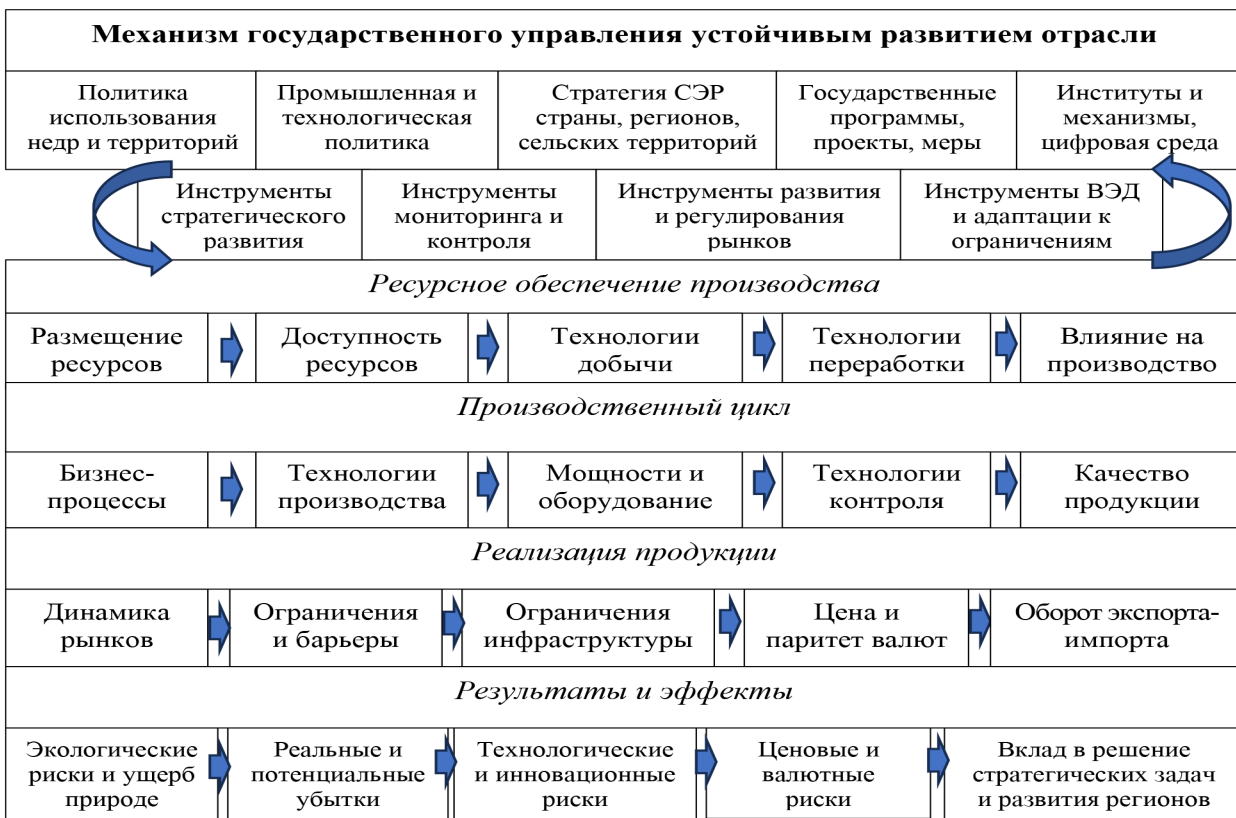 Механизм государственного управления устойчивым развитием отрасли
Политика
использования
недр и территорий
Промышленная и
технологическая
политика
Стратегия СЭР
страны, регионов,
сельских территорий
Государственные
программы,
проекты, меры
Институты и
механизмы,
цифровая среда
Инструменты
стратегического
развития
Инструменты
мониторинга и
контроля
Инструменты развития
и регулирования
рынков
Инструменты ВЭД
и адаптации к
ограничениям
Ресурсное обеспечение производства
Размещение
ресурсов
Доступность
ресурсов
Технологии
добычи
Технологии
переработки
Влияние на
производство
Производственный цикл
Бизнес-
процессы
Технологии
производства
Мощности и
оборудование
Технологии
контроля
Качество
продукции
Реализация продукции
Динамика
рынков
Ограничения
и барьеры
Ограничения
инфраструктуры
Цена и
паритет валют
Оборот экспорта-
импорта
Результаты и эффекты
Экологические
риски и ущерб
природе
Реальные и
потенциальные
убытки
Технологические
и инновационные
риски
Ценовые и
валютные
риски
Вклад в решение
стратегических задач
и развития регионов